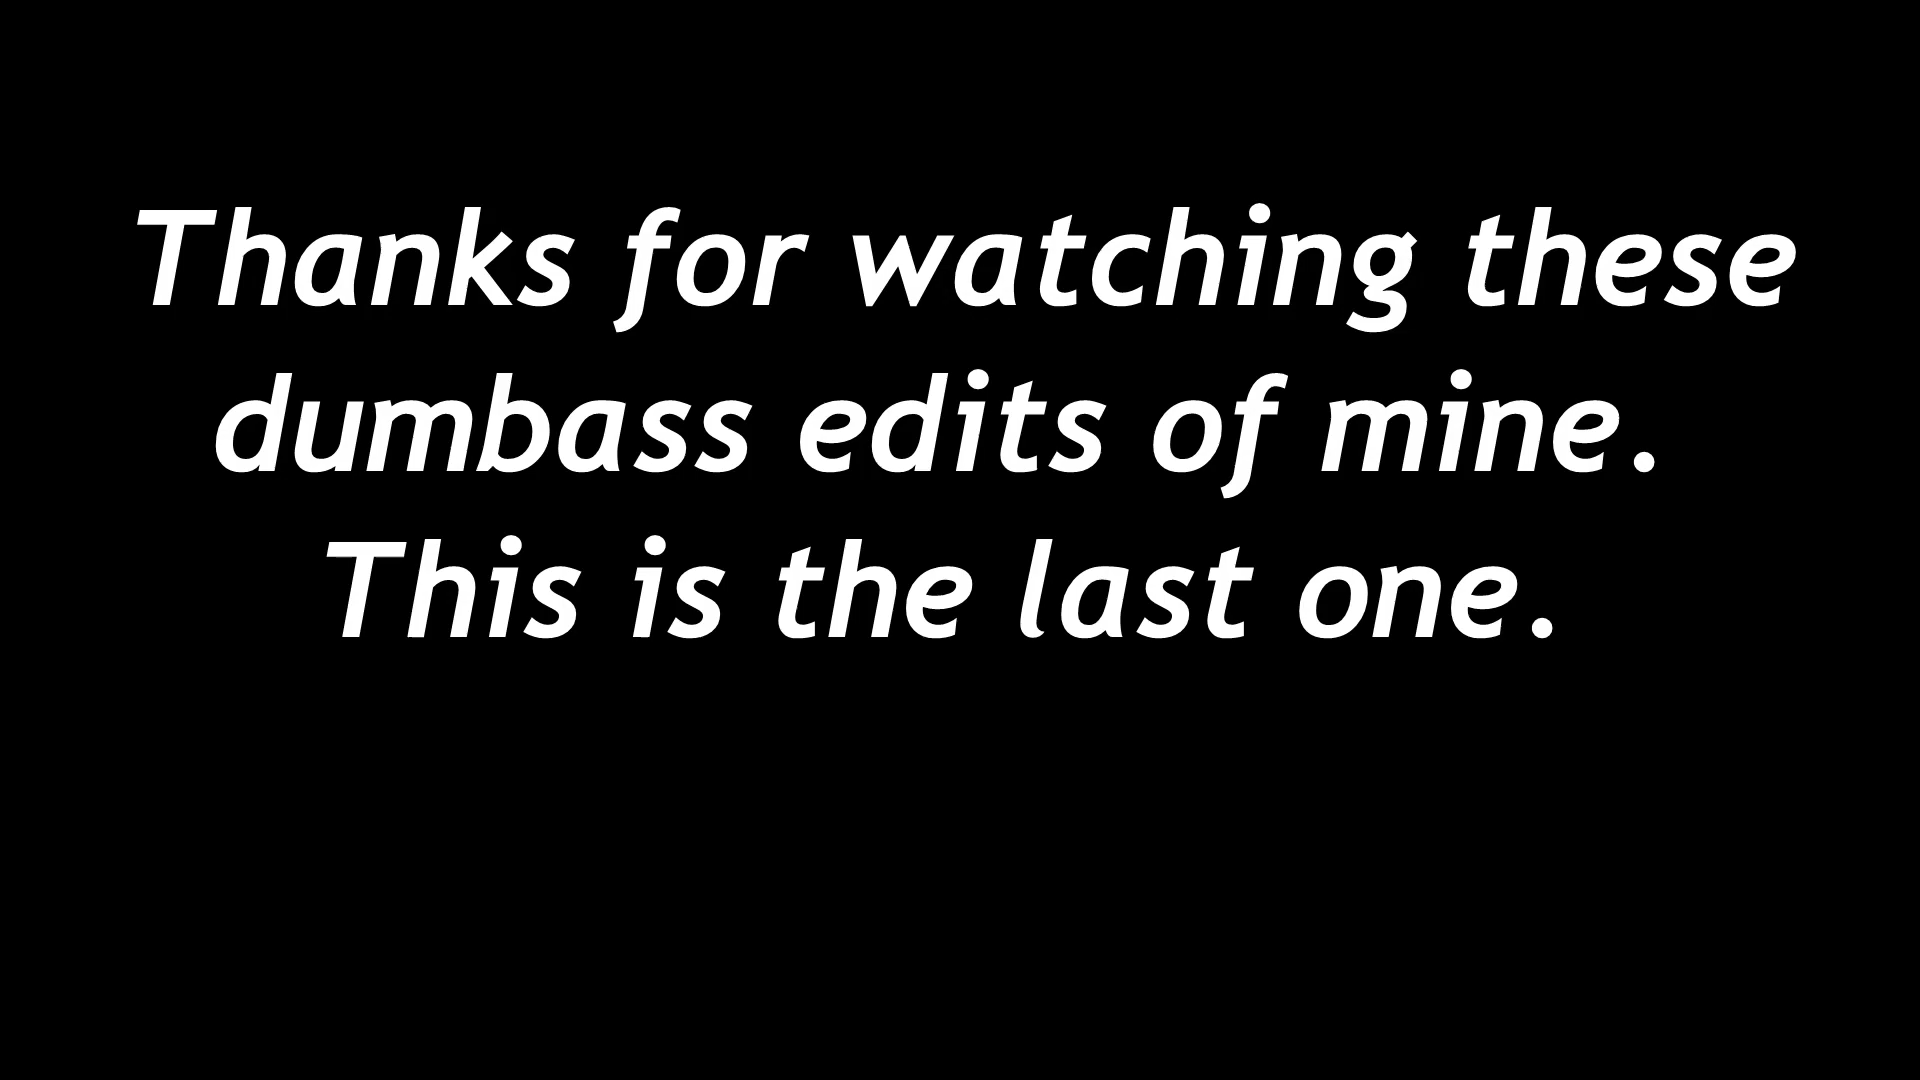 Thanks for watching these
dumbass edits of mine.
This is the last one.